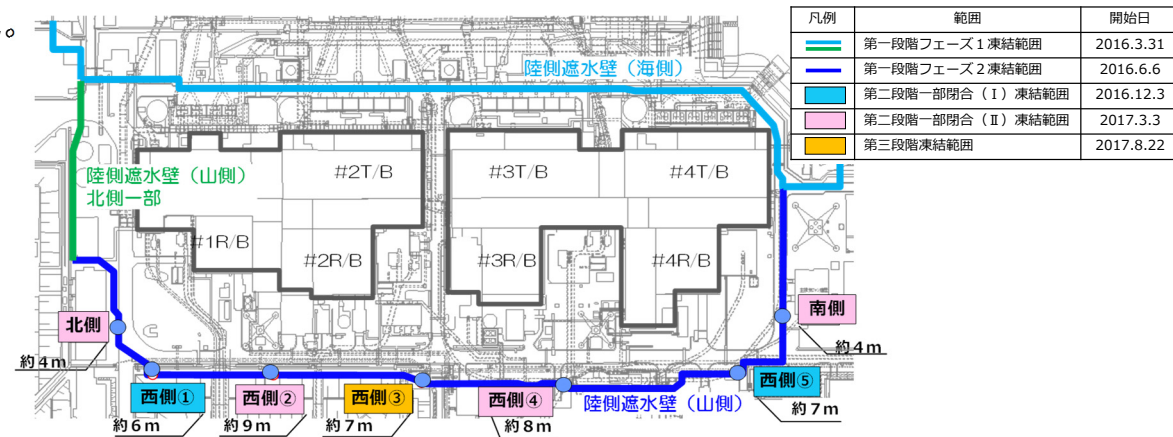 。
凡例 範囲 開始日
第一段階フェーズ１凍結範囲 2016.3.31
第一段階フェーズ２凍結範囲 2016.6.6
第二段階一部閉合（Ⅰ）凍結範囲 2016.12.3
第二段階一部閉合（Ⅱ）凍結範囲 2017.3.3
第三段階凍結範囲 2017.8.22
陸側遮水壁（海側）
陸側遮水壁（山側）
北側一部
#2T/B
#3T/B
#4T/B
#1R/B
#2R/B
#3R/B
#4R/B
北側
約４ｍ
南側
約４ｍ
西側①
約６ｍ
西側②
約９ｍ
西側③
約７ｍ
西側④
約８ｍ
西側⑤
約７ｍ
陸側遮水壁（山側）